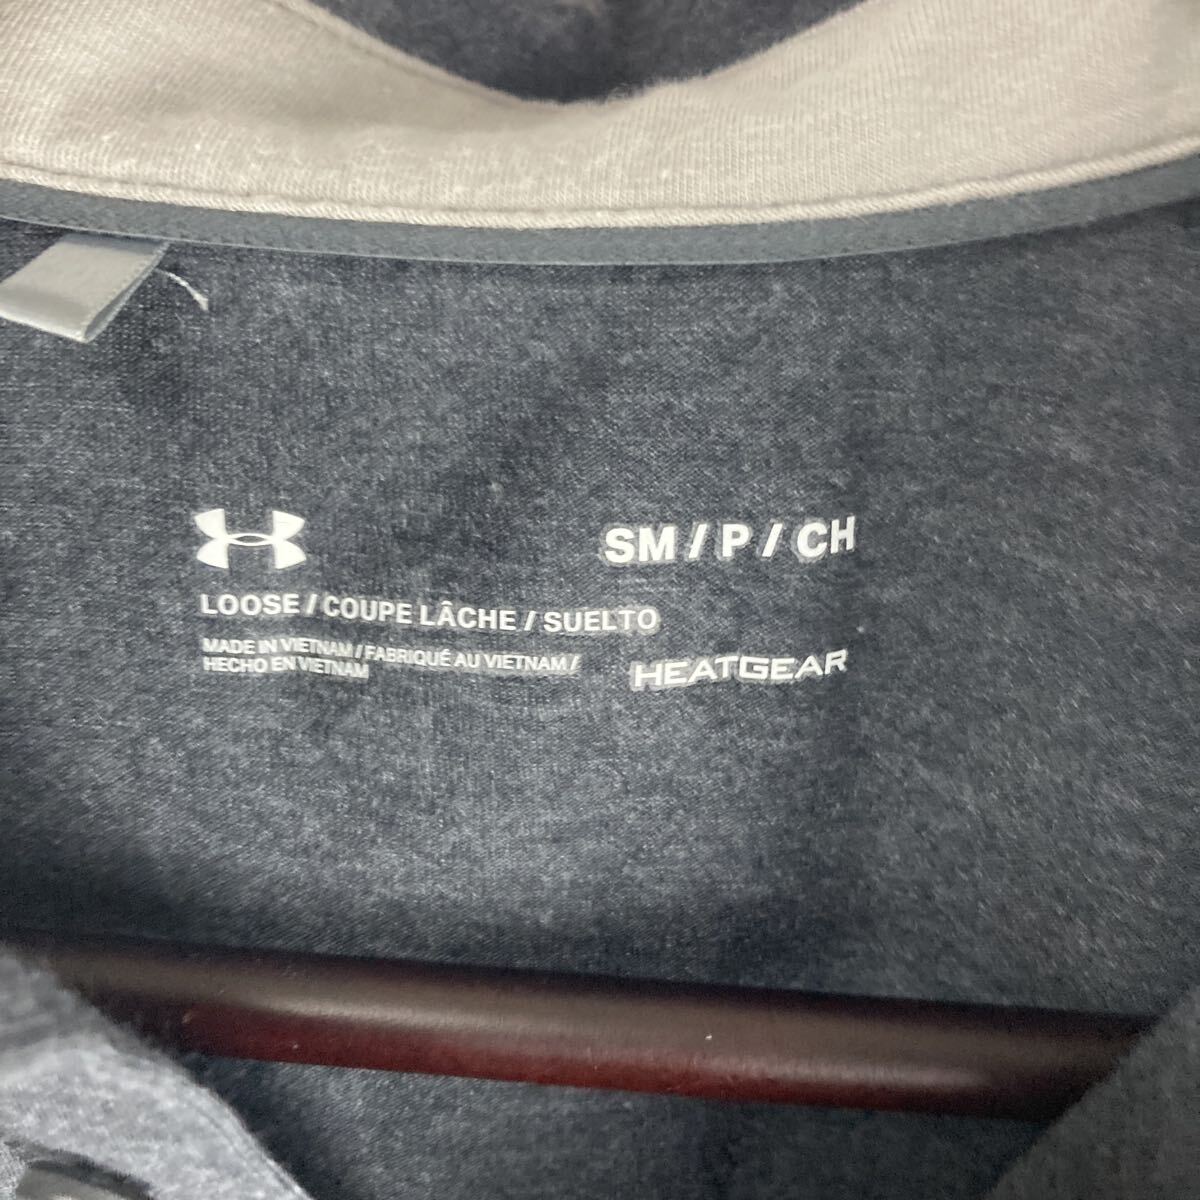 SM / P / CH
LOOSE / COUPE LÂCHE / SUELTO
MADE IN VIETNAM / FABRIQUÉ AU VIETNAM /
HECHO EN VIETNAM
HEATGEAR